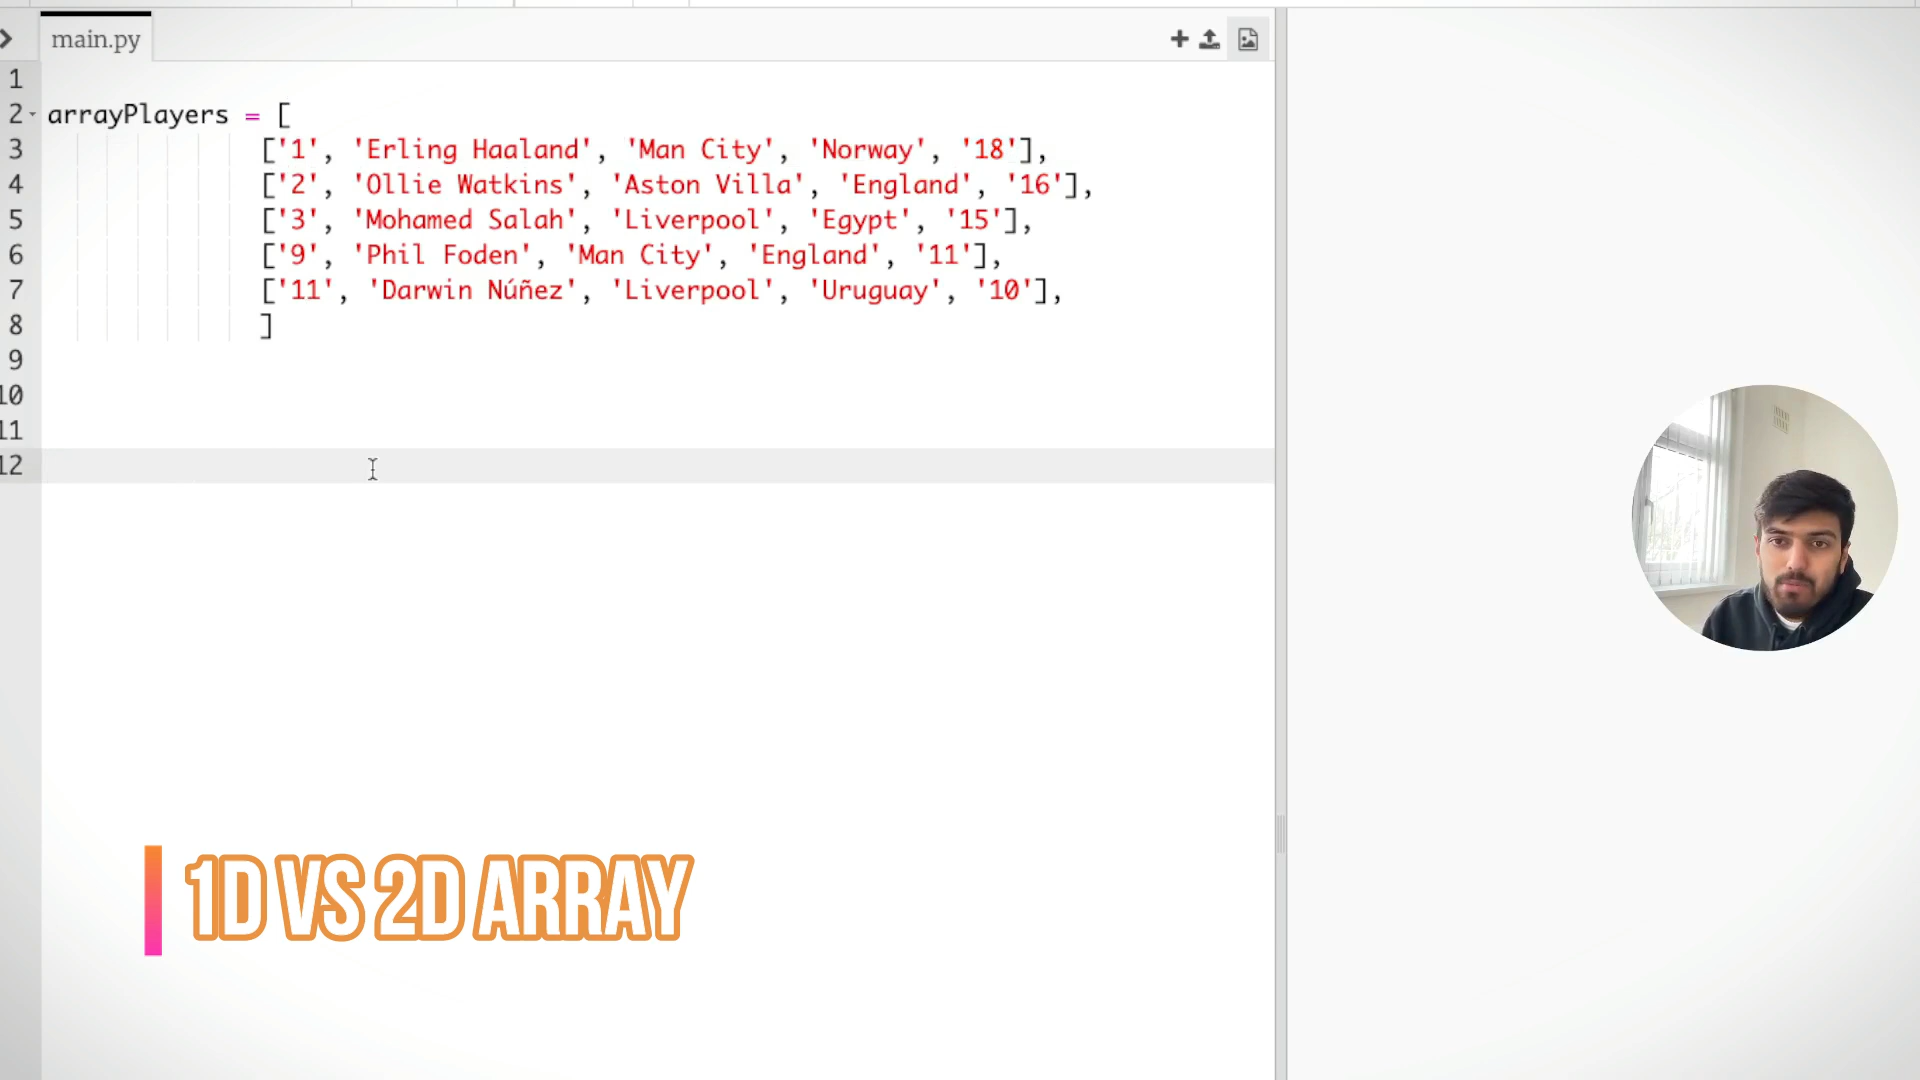 main.py
1
2 arrayPlayers = [
3 ['1', 'Erling Haaland', 'Man City', 'Norway', '18'],
4 ['2', 'Ollie Watkins', 'Aston Villa', 'England', '16'],
5 ['3', 'Mohamed Salah', 'Liverpool', 'Egypt', '15'],
6 ['9', 'Phil Foden', 'Man City', 'England', '11'],
7 ['11', 'Darwin Núñez', 'Liverpool', 'Uruguay', '10'],
8 ]
9
10
11
12
1D VS 2D ARRAY